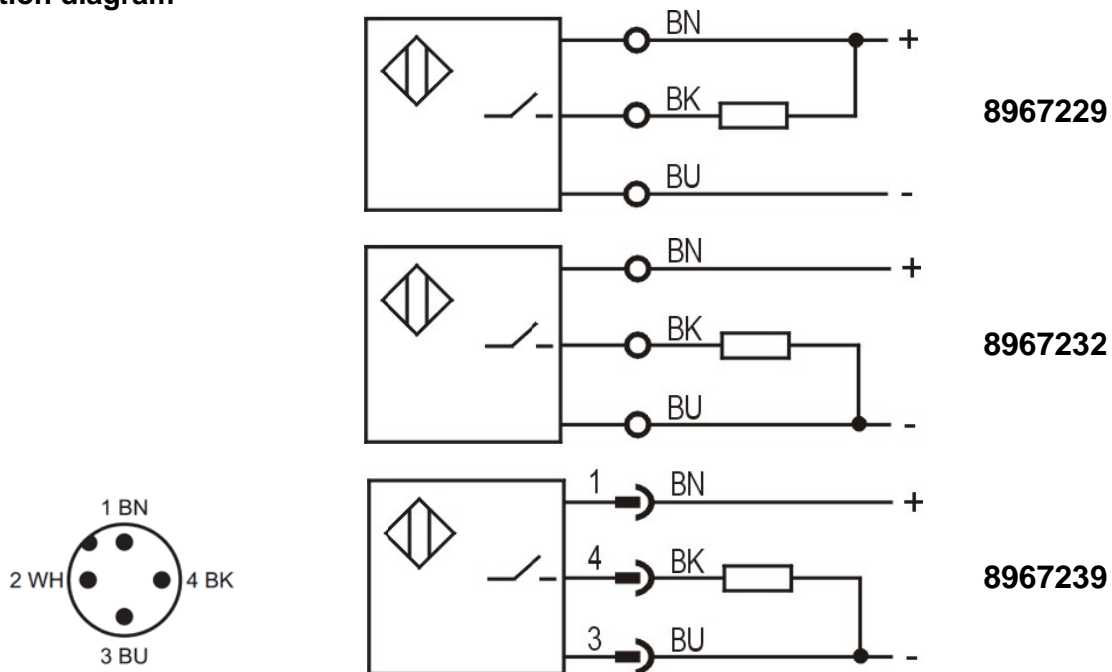 tion diagram
BN
+
BK
8967229
BU
-
BN
+
BK
8967232
BU
-
1 BN
+
4 BK
8967239
3 BU
-
1 BN
2 WH
4 BK
3 BU